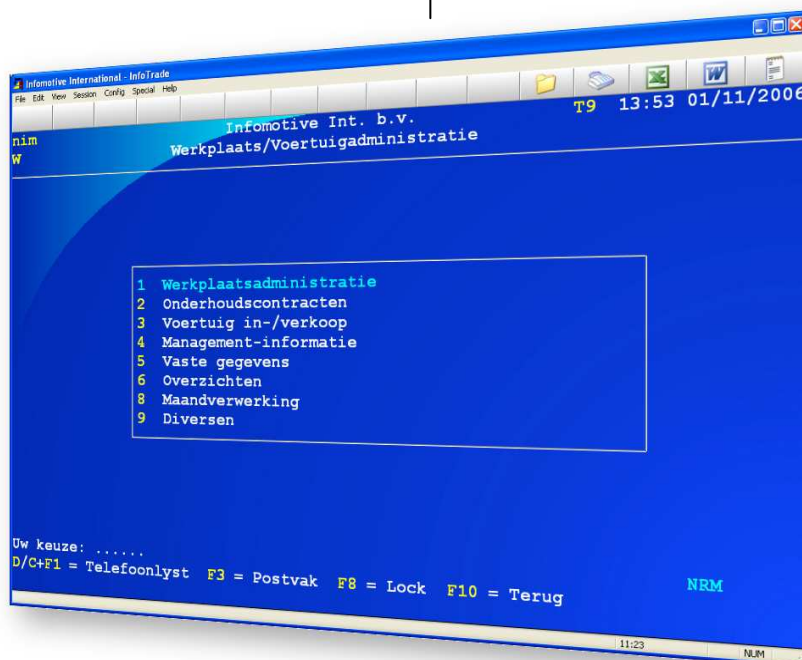 Infomotive International - InfoTrade
File Edit View Session Config Special Help
nim Infomotive Int. b.v. T9 13:53 01/11/2006
W Werkplaats/Voertuigadministratie
1 Werkplaatsadministratie
2 Onderhoudscontracten
3 Voertuig in-/verkoop
4 Management-informatie
5 Vaste gegevens
6 Overzichten
8 Maandverwerking
9 Diversen
Uw keuze: ......
D/C+F1 = Telefoonlyst F3 = Postvak F8 = Lock F10 = Terug NRM
11:23 NUM